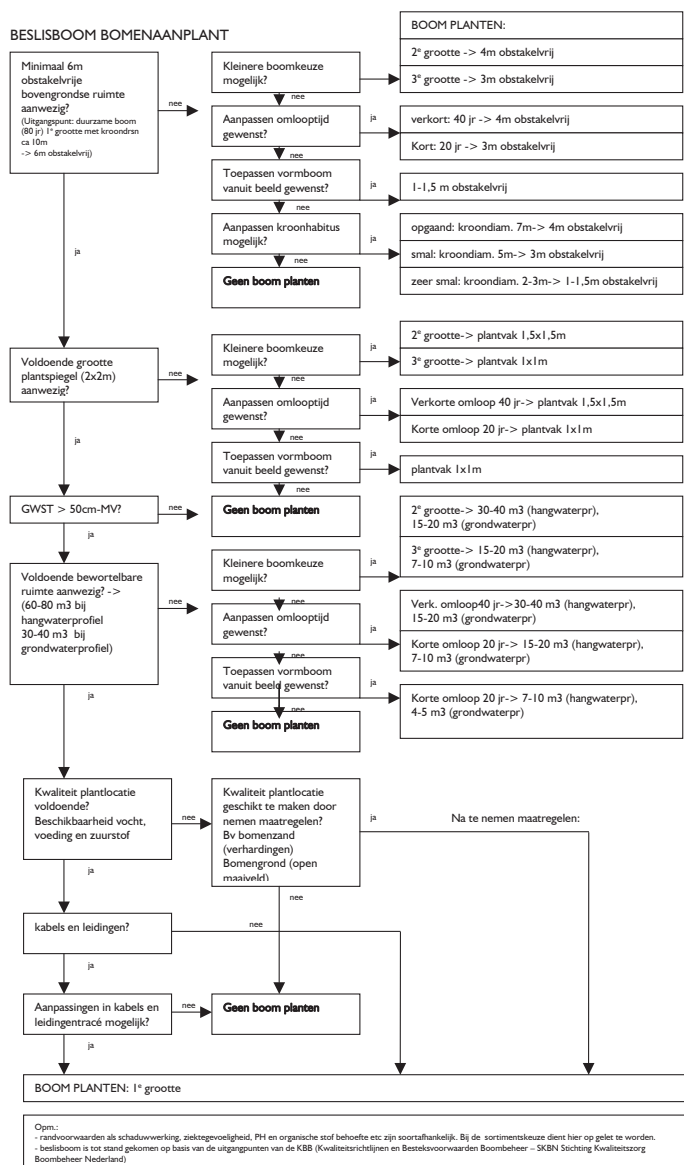 BESLISBOOM BOMENAANPLANT
BOOM PLANTEN:
Minimaal 6m
obstakelvrije
bovengrondse ruimte
aanwezig?
(Uitgangspunt: duurzame boom
(80 jr) 1e grootte met kroondrsn
ca 10m
-> 6m obstakelvrij)
nee
Kleinere boomkeuze
mogelijk?
2e grootte -> 4m obstakelvrij
3e grootte -> 3m obstakelvrij
Aanpassen omlooptijd
gewenst?
ja
verkort: 40 jr -> 4m obstakelvrij
Kort: 20 jr -> 3m obstakelvrij
nee
Toepassen vormboom
vanuit beeld gewenst?
ja
1-1,5 m obstakelvrij
nee
Aanpassen kroonhabitus
mogelijk?
ja
opgaand: kroondiam. 7m-> 4m obstakelvrij
smal: kroondiam. 5m-> 3m obstakelvrij
zeer smal: kroondiam. 2-3m-> 1-1,5m obstakelvrij
nee
Geen boom planten
ja
Voldoende grootte
plantspiegel (2x2m)
aanwezig?
nee
Kleinere boomkeuze
mogelijk?
ja
2e grootte-> plantvak 1,5x1,5m
3e grootte-> plantvak 1x1m
nee
Aanpassen omlooptijd
gewenst?
ja
Verkorte omloop 40 jr-> plantvak 1,5x1,5m
Korte omloop 20 jr-> plantvak 1x1m
nee
Toepassen vormboom
vanuit beeld gewenst?
ja
plantvak 1x1m
nee
Geen boom planten
ja
GWST > 50cm-MV?
nee
ja
Voldoende bewortelbare
ruimte aanwezig? ->
(60-80 m3 bij
hangwaterprofiel
30-40 m3 bij
grondwaterprofiel)
nee
Kleinere boomkeuze
mogelijk?
ja
2e grootte-> 30-40 m3 (hangwaterpr),
15-20 m3 (grondwaterpr)
3e grootte-> 15-20 m3 (hangwaterpr),
7-10 m3 (grondwaterpr)
nee
Aanpassen omlooptijd
gewenst?
ja
Verk. omloop40 jr->30-40 m3 (hangwaterpr),
15-20 m3 (grondwaterpr)
Korte omloop 20 jr-> 15-20 m3 (hangwaterpr),
7-10 m3 (grondwaterpr)
nee
Toepassen vormboom
vanuit beeld gewenst?
ja
Korte omloop 20 jr-> 7-10 m3 (hangwaterpr),
4-5 m3 (grondwaterpr)
nee
Geen boom planten
ja
Kwaliteit plantlocatie
voldoende?
Beschikbaarheid vocht,
voeding en zuurstof
nee
Kwaliteit plantlocatie
geschikt te maken door
nemen maatregelen?
Bv bomenzand
(verhardingen)
Bomengrond (open
maaiveld)
ja
Na te nemen maatregelen:
ja
nee
kabels en leidingen?
nee
ja
Aanpassingen in kabels en
leidingentracé mogelijk?
nee
Geen boom planten
ja
BOOM PLANTEN: 1e grootte
Opm.:
- randvoorwaarden als schaduwwerking, ziektegevoeligheid, PH en organische stof behoefte etc zijn soortafhankelijk. Bij de sortimentskeuze dient hier op gelet te worden.
- beslisboom is tot stand gekomen op basis van de uitgangspunten van de KBB (Kwaliteitsrichtlijnen en Besteksvoorwaarden Boombeheer – SKBN Stichting Kwaliteitszorg
Boombeheer Nederland)